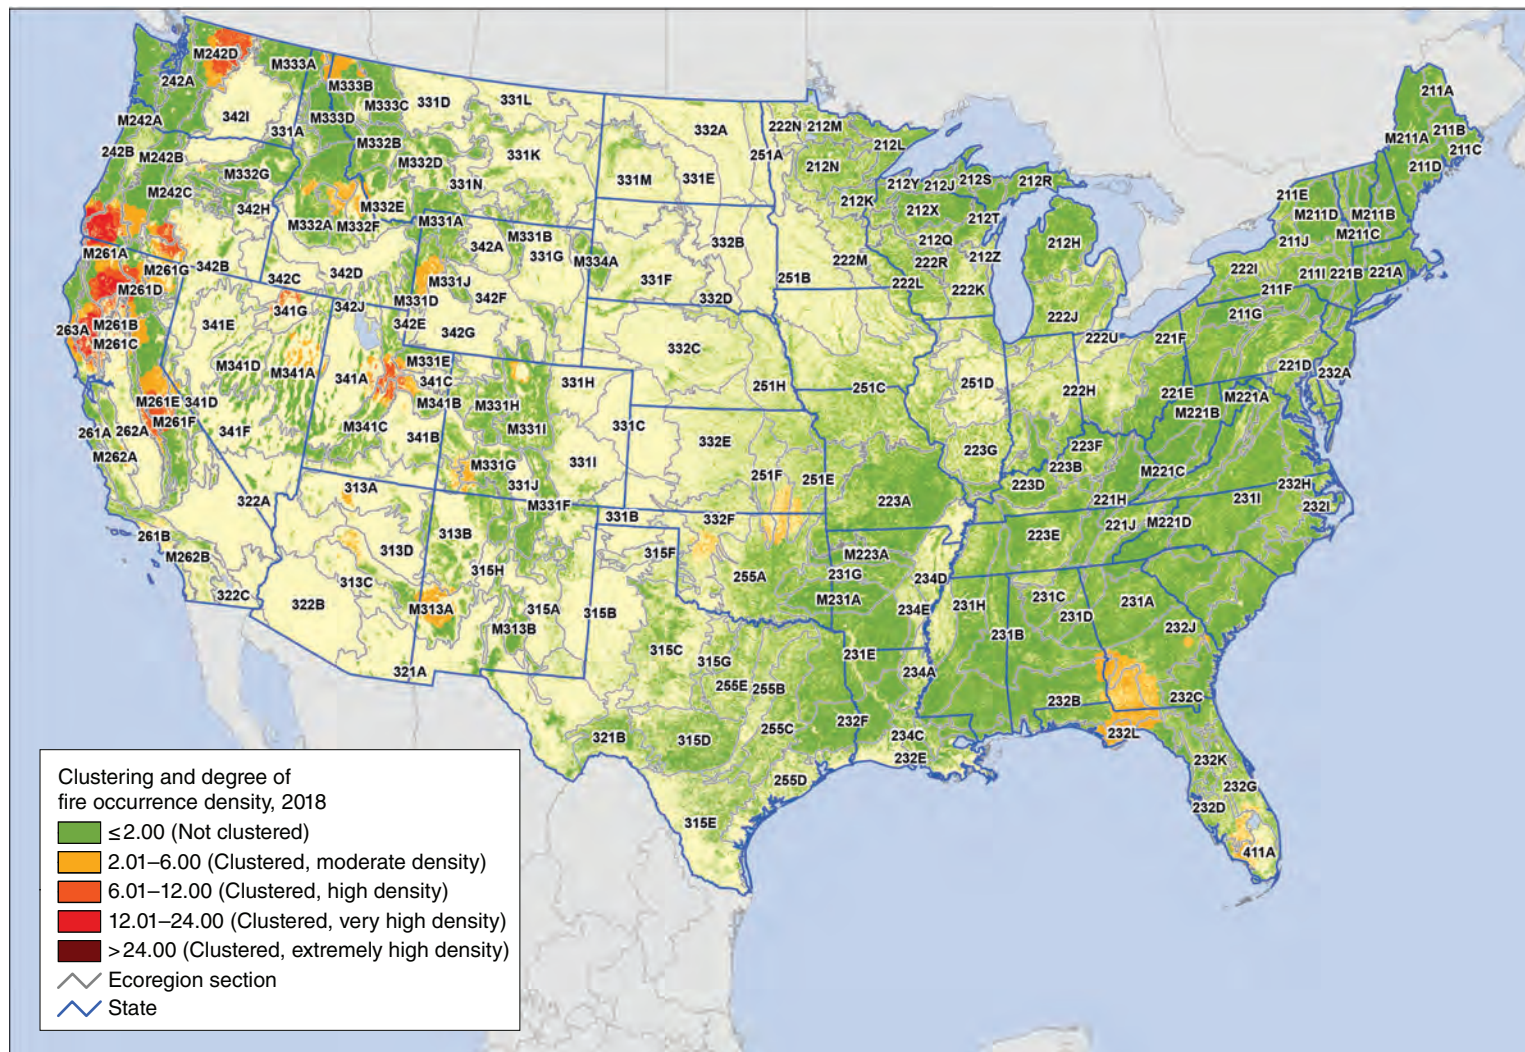 M242D
M333A
242A
M333B
M333C
331D
331L
342I
M333D
M242A
331A
332A
222N
212M
211A
M332B
242B
M242B
M332D
331K
251A
212L
M211A
211B
211C
M332G
331N
331M
331E
212N
211D
M242C
212Y
212J
212S
212R
342H
M332E
212K
211E
M332A
M332F
M331A
212X
212T
M211D
M211B
M211C
M331B
342A
331G
332B
212Q
212H
211J
M261A
M261G
342B
342D
M334A
222M
222R
212Z
222I
342C
M331J
331F
251B
211I
221B
221A
M261D
M331D
342F
332D
222L
222K
211F
341G
342J
211G
263A
M261B
341E
342E
342G
222J
M261C
332C
222U
221F
M341D
M341A
M331E
341A
341C
331H
251H
251C
251D
222H
221D
232A
M261E
341D
M341B
M331H
221E
M221A
M261F
M221B
261A
262A
341F
M341C
341B
M331I
331C
332E
223G
223F
M262A
M331G
331I
251F
251E
223B
M221C
322A
313A
331J
223D
232H
M331F
223A
221H
231I
232I
331B
332F
221J
M221D
261B
313B
223E
M262B
313D
315F
M223A
315H
255A
231G
234D
313C
322C
322B
M313A
315A
315B
M231A
234E
231H
231C
231A
231D
M313B
231B
232J
315C
231E
321A
315G
234A
255E
255B
232B
232C
232F
321B
315D
255C
234C
232L
232E
232K
255D
232G
232D
315E
411A
Clustering and degree of
fire occurrence density, 2018
≤2.00 (Not clustered)
2.01–6.00 (Clustered, moderate density)
6.01–12.00 (Clustered, high density)
12.01–24.00 (Clustered, very high density)
>24.00 (Clustered, extremely high density)
Ecoregion section
State